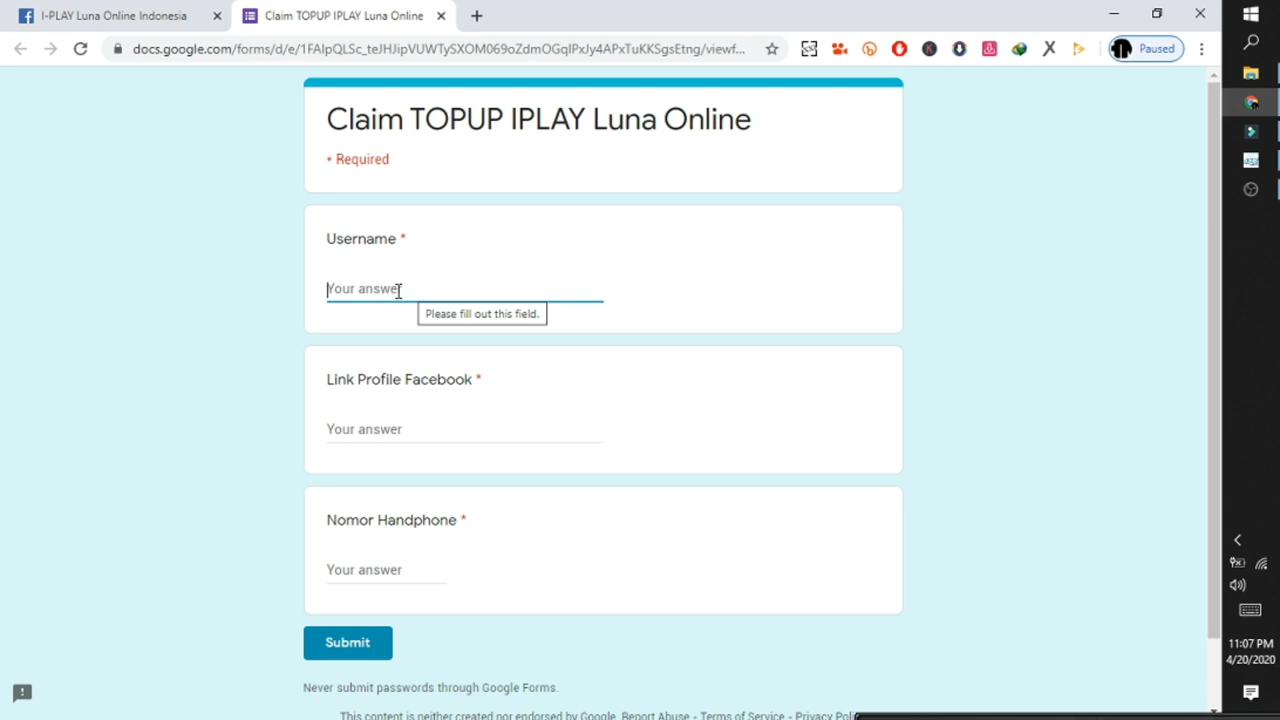 I-PLAY Luna Online Indonesia
Claim TOPUP IPLAY Luna Online
docs.google.com/forms/d/e/1FAIpQLSc_teJHJipVUWTySXOM069oZdmOGqIPxJy4APxTuKKSgsEtng/viewf...
Paused
Claim TOPUP IPLAY Luna Online
* Required
Username *
Your answer
Please fill out this field.
Link Profile Facebook *
Your answer
Nomor Handphone *
Your answer
Submit
Never submit passwords through Google Forms.
This content is neither created nor endorsed by Google. Report Abuse - Terms of Service - Privacy
11:07 PM
4/20/2020